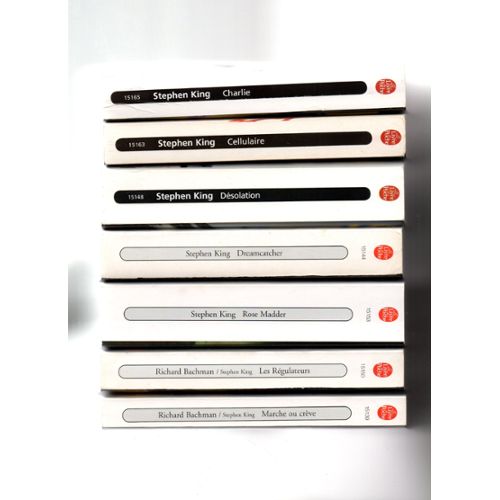 15165 Stephen King Charlie
15163 Stephen King Cellulaire
15148 Stephen King Désolation
Stephen King Dreamcatcher 15144
Stephen King Rose Madder
Richard Bachman / Stephen King Les Régulateurs
Richard Bachman / Stephen King Marche ou crève